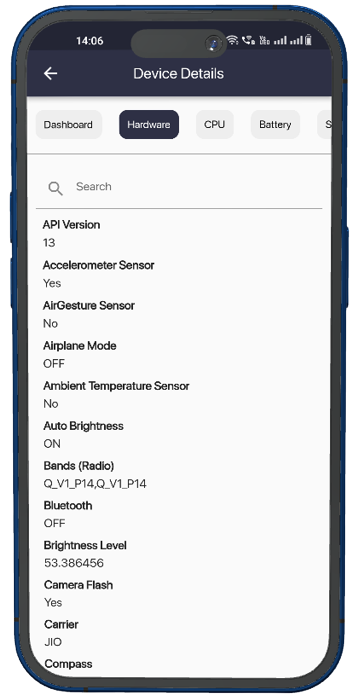 14:06
Device Details
Dashboard
Hardware
CPU
Battery
Search
API Version
13
Accelerometer Sensor
Yes
AirGesture Sensor
No
Airplane Mode
OFF
Ambient Temperature Sensor
No
Auto Brightness
ON
Bands (Radio)
Q_V1_P14,Q_V1_P14
Bluetooth
OFF
Brightness Level
53.386456
Camera Flash
Yes
Carrier
JIO
Compass